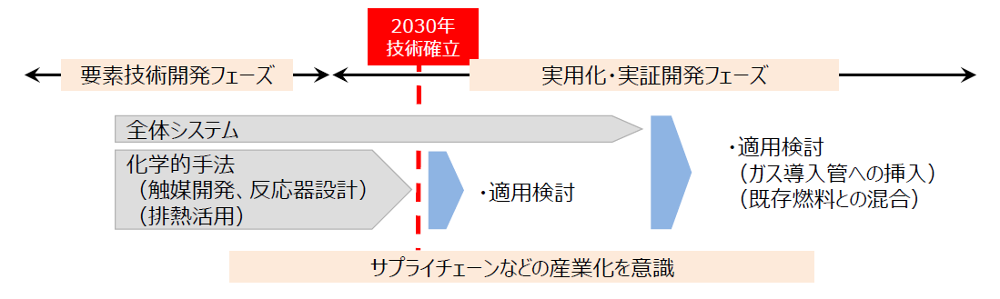 2030年
技術確立
要素技術開発フェーズ
実用化・実証開発フェーズ
全体システム
化学的手法
（触媒開発、反応器設計）
（排熱活用）
・適用検討
・適用検討
（ガス導入管への挿入）
（既存燃料との混合）
サプライチェーンなどの産業化を意識